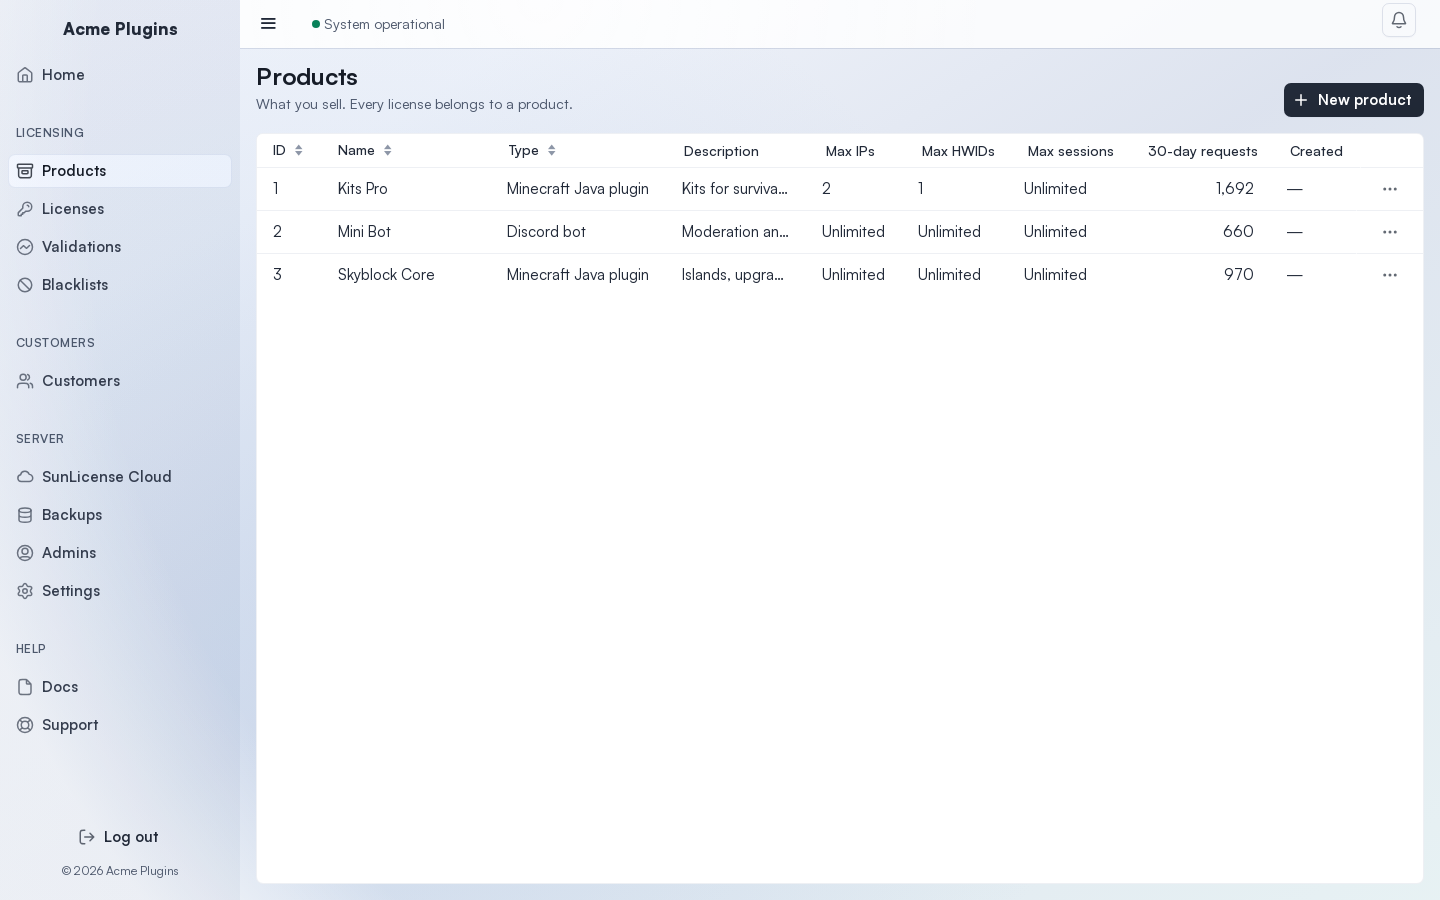 Acme Plugins
System operational
Home
LICENSING
Products
Licenses
Validations
Blacklists
CUSTOMERS
Customers
SERVER
SunLicense Cloud
Backups
Admins
Settings
HELP
Docs
Support
Log out
© 2026 Acme Plugins
Products
What you sell. Every license belongs to a product.
New product
ID Name Type Description Max IPs Max HWIDs Max sessions 30-day requests Created
1 Kits Pro Minecraft Java plugin Kits for surviva... 2 1 Unlimited 1,692 —
2 Mini Bot Discord bot Moderation an... Unlimited Unlimited Unlimited 660 —
3 Skyblock Core Minecraft Java plugin Islands, upgra... Unlimited Unlimited Unlimited 970 —